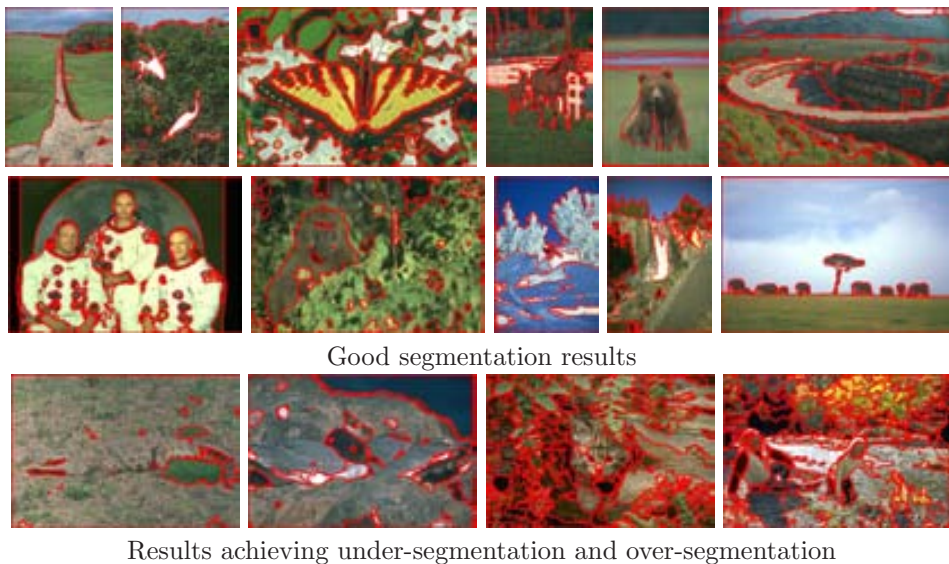 Good segmentation results
Results achieving under-segmentation and over-segmentation